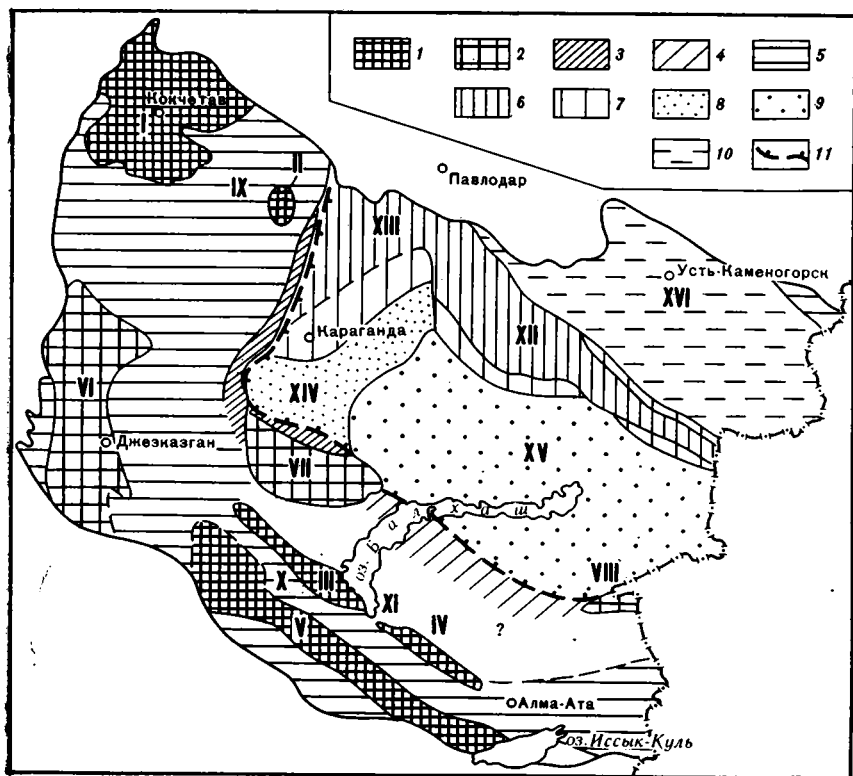 1 2 3 4 5
6 7 8 9
10 11
Кокчетав
I
II
IX
Павлодар
XIII
Усть-Каменогорск
XVI
Караганда
XII
VI
XIV
Джезказган
VII
XV
оз. Балхаш
VIII
X
III
XI
IV
V
?
Алма-Ата
оз. Иссык-Куль